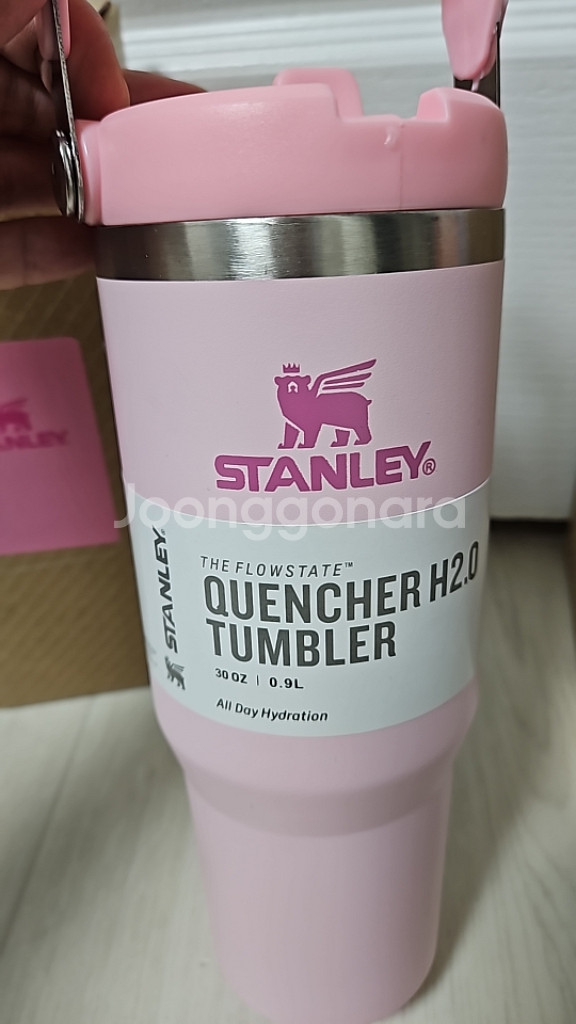 STANLEY®
Joonggonara
STANLEY
THE FLOWSTATE™
QUENCHER H2.0
TUMBLER
30 OZ | 0.9L
All Day Hydration